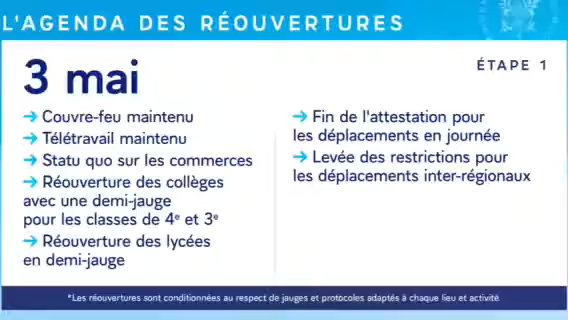 L'AGENDA DES RÉOUVERTURES
3 mai
ÉTAPE 1
→ Couvre-feu maintenu
→ Télétravail maintenu
→ Statu quo sur les commerces
→ Réouverture des collèges
avec une demi-jauge
pour les classes de 4e et 3e
→ Réouverture des lycées
en demi-jauge
→ Fin de l'attestation pour
les déplacements en journée
→ Levée des restrictions pour
les déplacements inter-régionaux
*Les réouvertures sont conditionnées au respect de jauges et protocoles adaptés à chaque lieu et activité